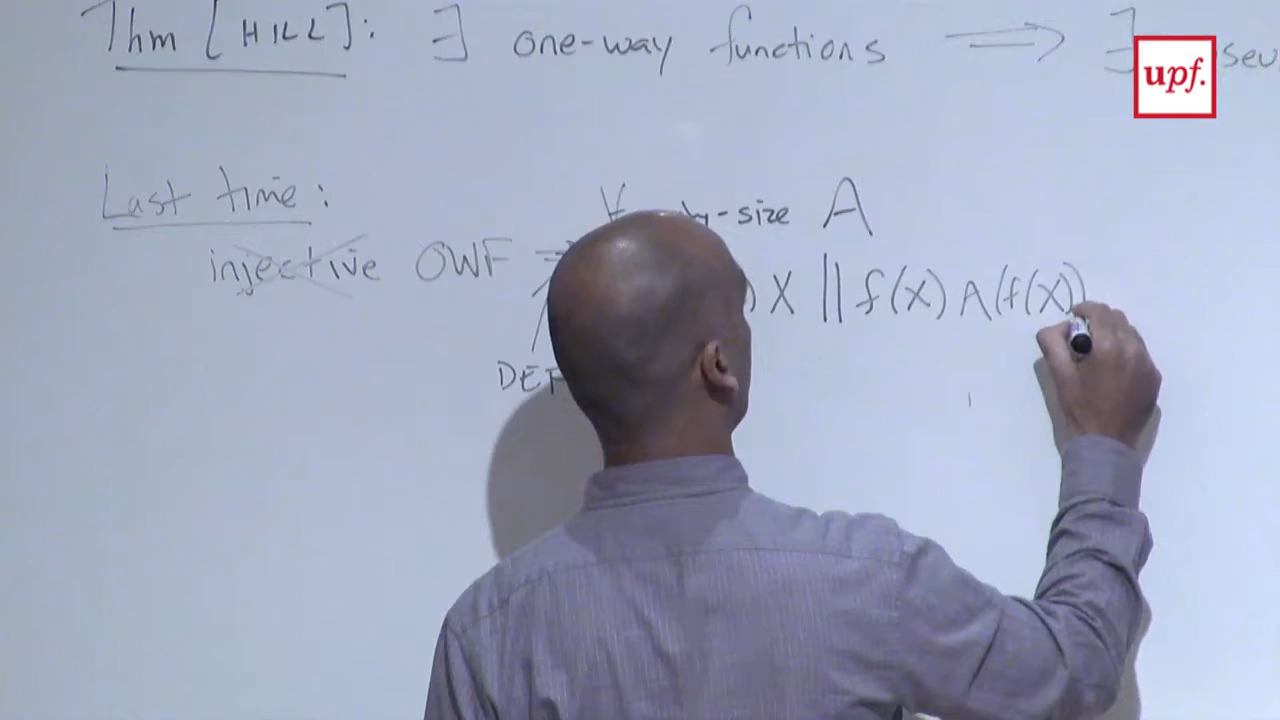 Thm [HILL]: ∃ one-way functions ⟹ ∃
upf.
Last time:
∀ -size A
injective OWF
X || f(X) A(f(X))
DEF